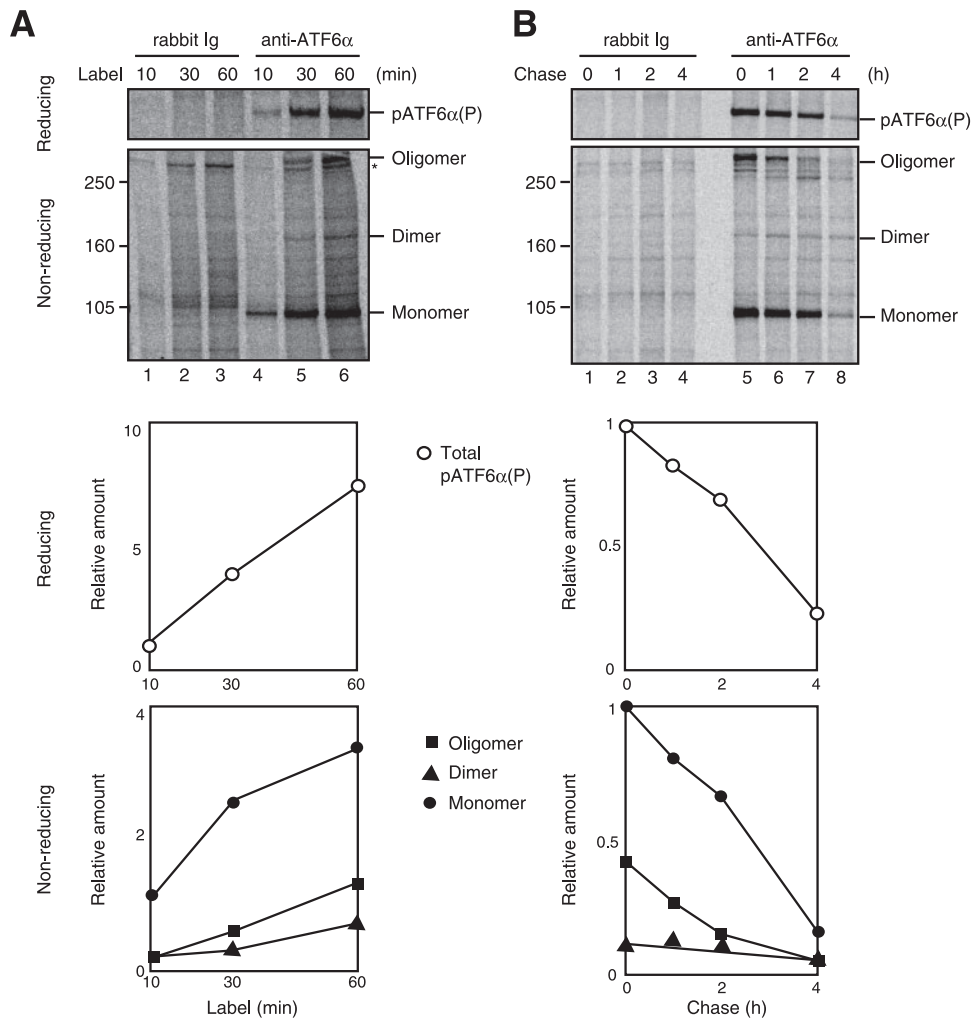 A
rabbit Ig anti-ATF6α
Label 10 30 60 10 30 60 (min)
Reducing
pATF6α(P)
Non-reducing
Oligomer
*
250
160
Dimer
105
Monomer
1 2 3 4 5 6
B
rabbit Ig anti-ATF6α
Chase 0 1 2 4 0 1 2 4 (h)
pATF6α(P)
Oligomer
250
160
Dimer
105
Monomer
1 2 3 4 5 6 7 8
Reducing
Relative amount
10
5
0
10 30 60
Total
pATF6α(P)
Relative amount
1
0.5
0
0 2 4
Non-reducing
Relative amount
4
2
0
10 30 60
Label (min)
Oligomer
Dimer
Monomer
Relative amount
1
0.5
0
0 2 4
Chase (h)